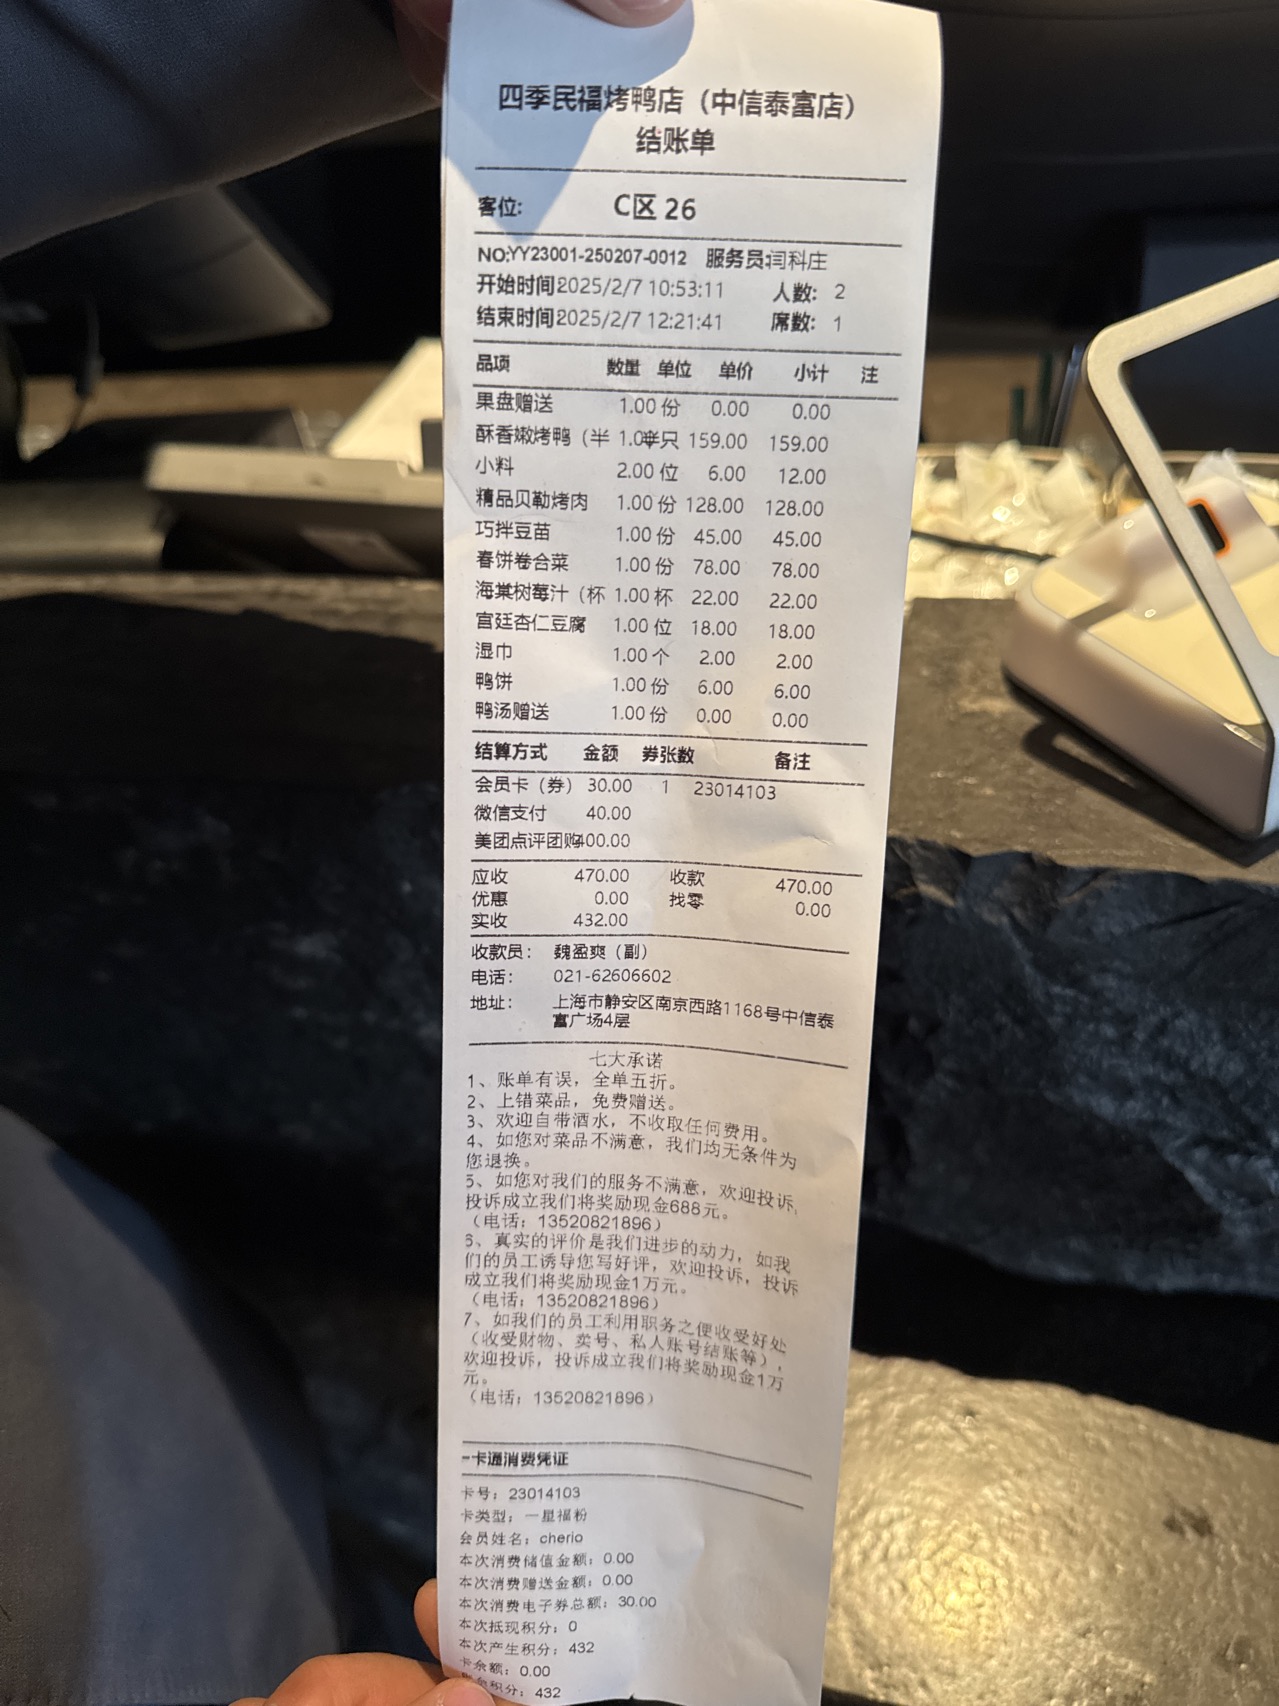 四季民福烤鸭店（中信泰富店）
结账单
客位: C区 26
NO:YY23001-250207-0012 服务员:闫科庄
开始时间2025/2/7 10:53:11 人数: 2
结束时间2025/2/7 12:21:41 席数: 1
品项 数量 单位 单价 小计 注
果盘赠送 1.00 份 0.00 0.00
酥香嫩烤鸭（半 1.00半只 159.00 159.00
小料 2.00 位 6.00 12.00
精品贝勒烤肉 1.00 份 128.00 128.00
巧拌豆苗 1.00 份 45.00 45.00
春饼卷合菜 1.00 份 78.00 78.00
海棠树莓汁（杯 1.00 杯 22.00 22.00
宫廷杏仁豆腐 1.00 位 18.00 18.00
湿巾 1.00 个 2.00 2.00
鸭饼 1.00 份 6.00 6.00
鸭汤赠送 1.00 份 0.00 0.00
结算方式 金额 券张数 备注
会员卡（券） 30.00 1 23014103
微信支付 40.00
美团点评团购400.00
应收 470.00 收款 470.00
优惠 0.00 找零 0.00
实收 432.00
收款员: 魏盈爽（副）
电话: 021-62606602
地址: 上海市静安区南京西路1168号中信泰
富广场4层
七大承诺
1、账单有误，全单五折。
2、上错菜品，免费赠送。
3、欢迎自带酒水，不收取任何费用。
4、如您对菜品不满意，我们均无条件为
您退换。
5、如您对我们的服务不满意，欢迎投诉，
投诉成立我们将奖励现金688元。
（电话：13520821896）
6、真实的评价是我们进步的动力，如我
们的员工诱导您写好评，欢迎投诉，投诉
成立我们将奖励现金1万元。
（电话：13520821896）
7、如我们的员工利用职务之便收受好处
（收受财物、卖号、私人账号结账等），
欢迎投诉，投诉成立我们将奖励现金1万
元。
（电话：13520821896）
一卡通消费凭证
卡号：23014103
卡类型：一星福粉
会员姓名：cherio
本次消费储值金额：0.00
本次消费赠送金额：0.00
本次消费电子券总额：30.00
本次抵现积分：0
本次产生积分：432
卡余额：0.00
积分：432